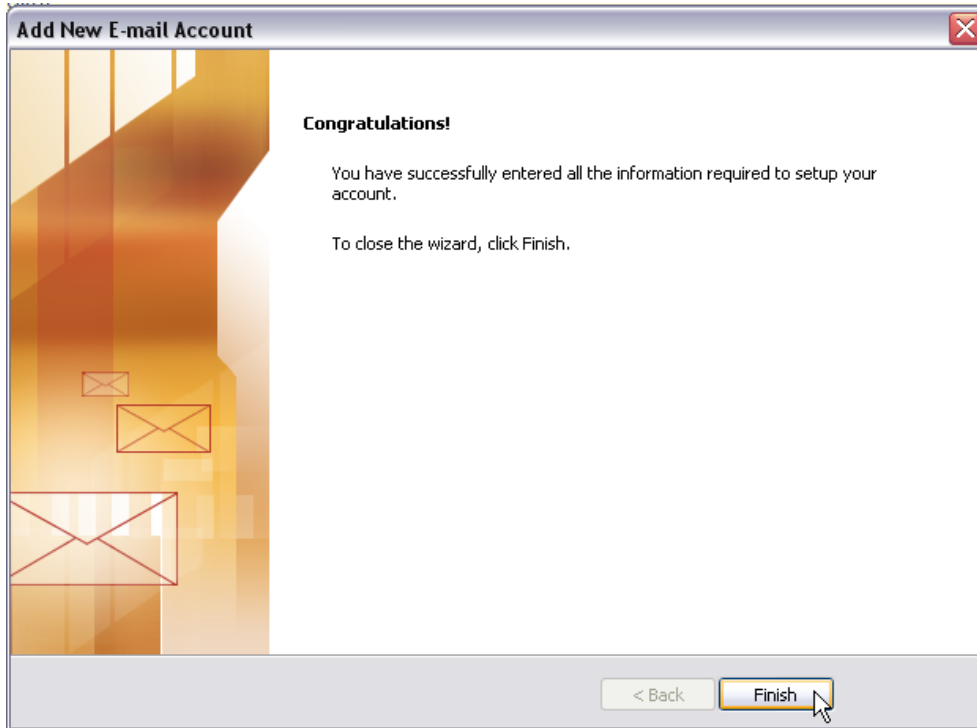 Add New E-mail Account
Congratulations!
You have successfully entered all the information required to setup your
account.
To close the wizard, click Finish.
< Back
Finish